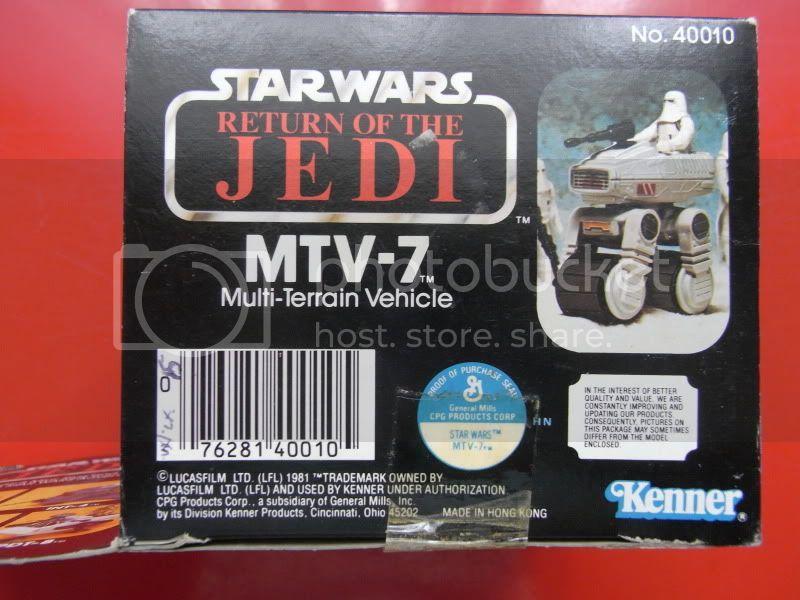 No. 40010
STAR WARS
RETURN OF THE
JEDI
™
MTV-7™
Multi-Terrain Vehicle
photobucket
host. store. share.
0
76281 40010
PROOF OF PURCHASE SEAL
General Mills
CPG PRODUCTS CORP.
STAR WARS™
MTV-7™
HN
IN THE INTEREST OF BETTER
QUALITY AND VALUE, WE ARE
CONSTANTLY IMPROVING AND
UPDATING OUR PRODUCTS
CONSEQUENTLY, PICTURES ON
THIS PACKAGE MAY SOMETIMES
DIFFER FROM THE MODEL
ENCLOSED.
© LUCASFILM LTD. (LFL) 1981 ™TRADEMARK OWNED BY
LUCASFILM LTD. (LFL) AND USED BY KENNER UNDER AUTHORIZATION
CPG Products Corp., a subsidiary of General Mills, Inc.
by its Division Kenner Products, Cincinnati, Ohio 45202
MADE IN HONG KONG
Kenner®